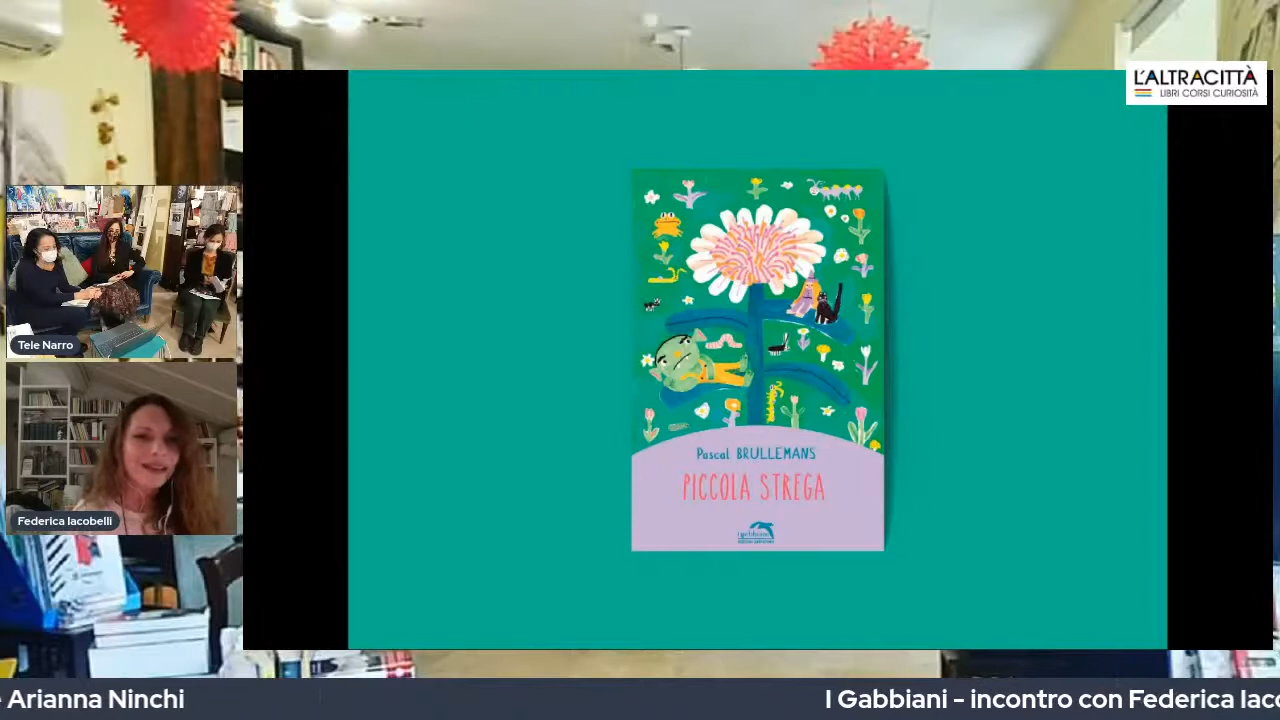 L'ALTRACITTÀ
LIBRI CORSI CURIOSITÀ
Tele Narro
Federica Iacobelli
Pascal BRULLEMANS
PICCOLA STREGA
i gabbiani
Arianna Ninchi
I Gabbiani - incontro con Federica Iaco